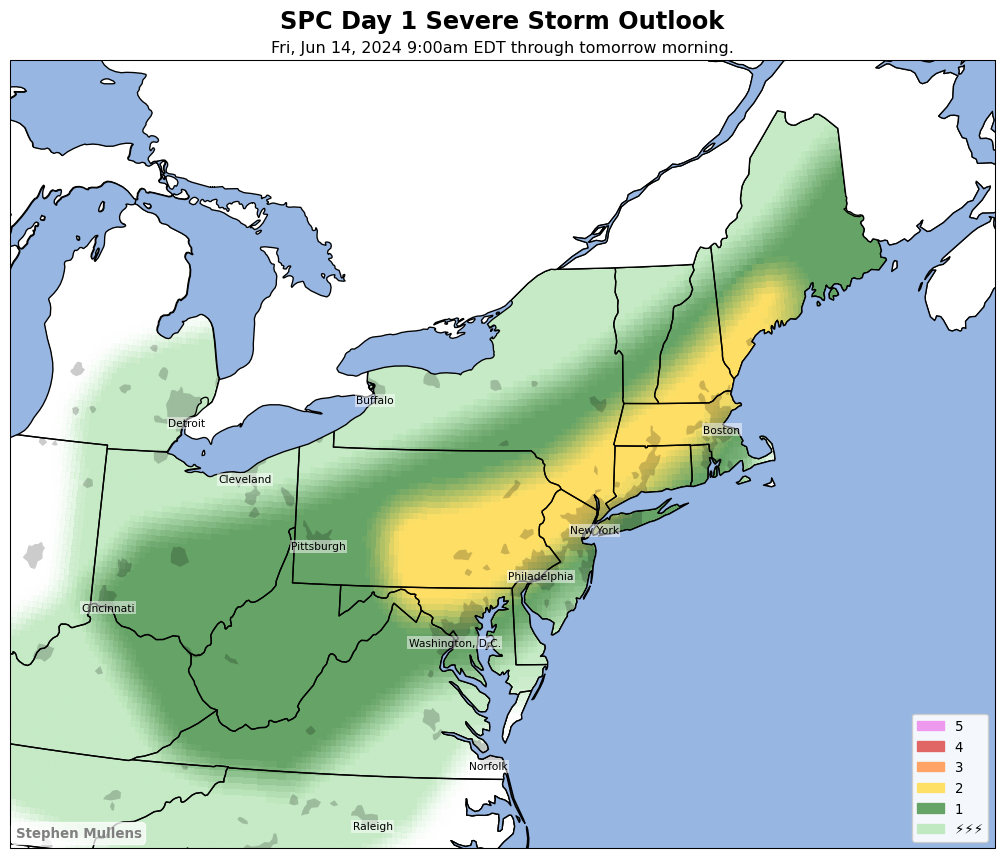 SPC Day 1 Severe Storm Outlook
Fri, Jun 14, 2024 9:00am EDT through tomorrow morning.
Buffalo
Detroit
Boston
Cleveland
New York
Pittsburgh
Philadelphia
Cincinnati
Washington, D.C.
Norfolk
Raleigh
5
4
3
2
1
⚡⚡⚡
Stephen Mullens